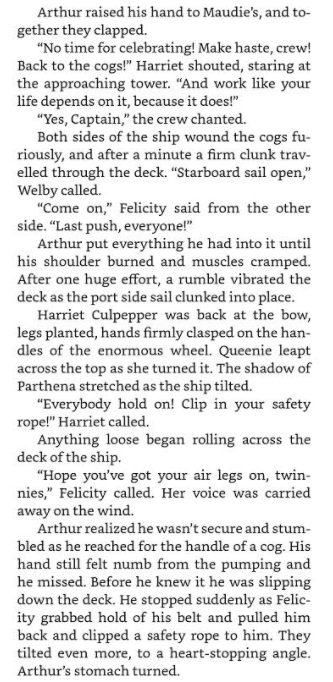 Arthur raised his hand to Maudie's, and to-
gether they clapped.
"No time for celebrating! Make haste, crew!
Back to the cogs!" Harriet shouted, staring at
the approaching tower. "And work like your
life depends on it, because it does!"
"Yes, Captain," the crew chanted.
Both sides of the ship wound the cogs fu-
riously, and after a minute a firm clunk trav-
elled through the deck. "Starboard sail open,"
Welby called.
"Come on," Felicity said from the other
side. "Last push, everyone!"
Arthur put everything he had into it until
his shoulder burned and muscles cramped.
After one huge effort, a rumble vibrated the
deck as the port side sail clunked into place.
Harriet Culpepper was back at the bow,
legs planted, hands firmly clasped on the han-
dles of the enormous wheel. Queenie leapt
across the top as she turned it. The shadow of
Parthena stretched as the ship tilted.
"Everybody hold on! Clip in your safety
rope!" Harriet called.
Anything loose began rolling across the
deck of the ship.
"Hope you've got your air legs on, twin-
nies," Felicity called. Her voice was carried
away on the wind.
Arthur realized he wasn't secure and stum-
bled as he reached for the handle of a cog. His
hand still felt numb from the pumping and
he missed. Before he knew it he was slipping
down the deck. He stopped suddenly as Felic-
ity grabbed hold of his belt and pulled him
back and clipped a safety rope to him. They
tilted even more, to a heart-stopping angle.
Arthur's stomach turned.